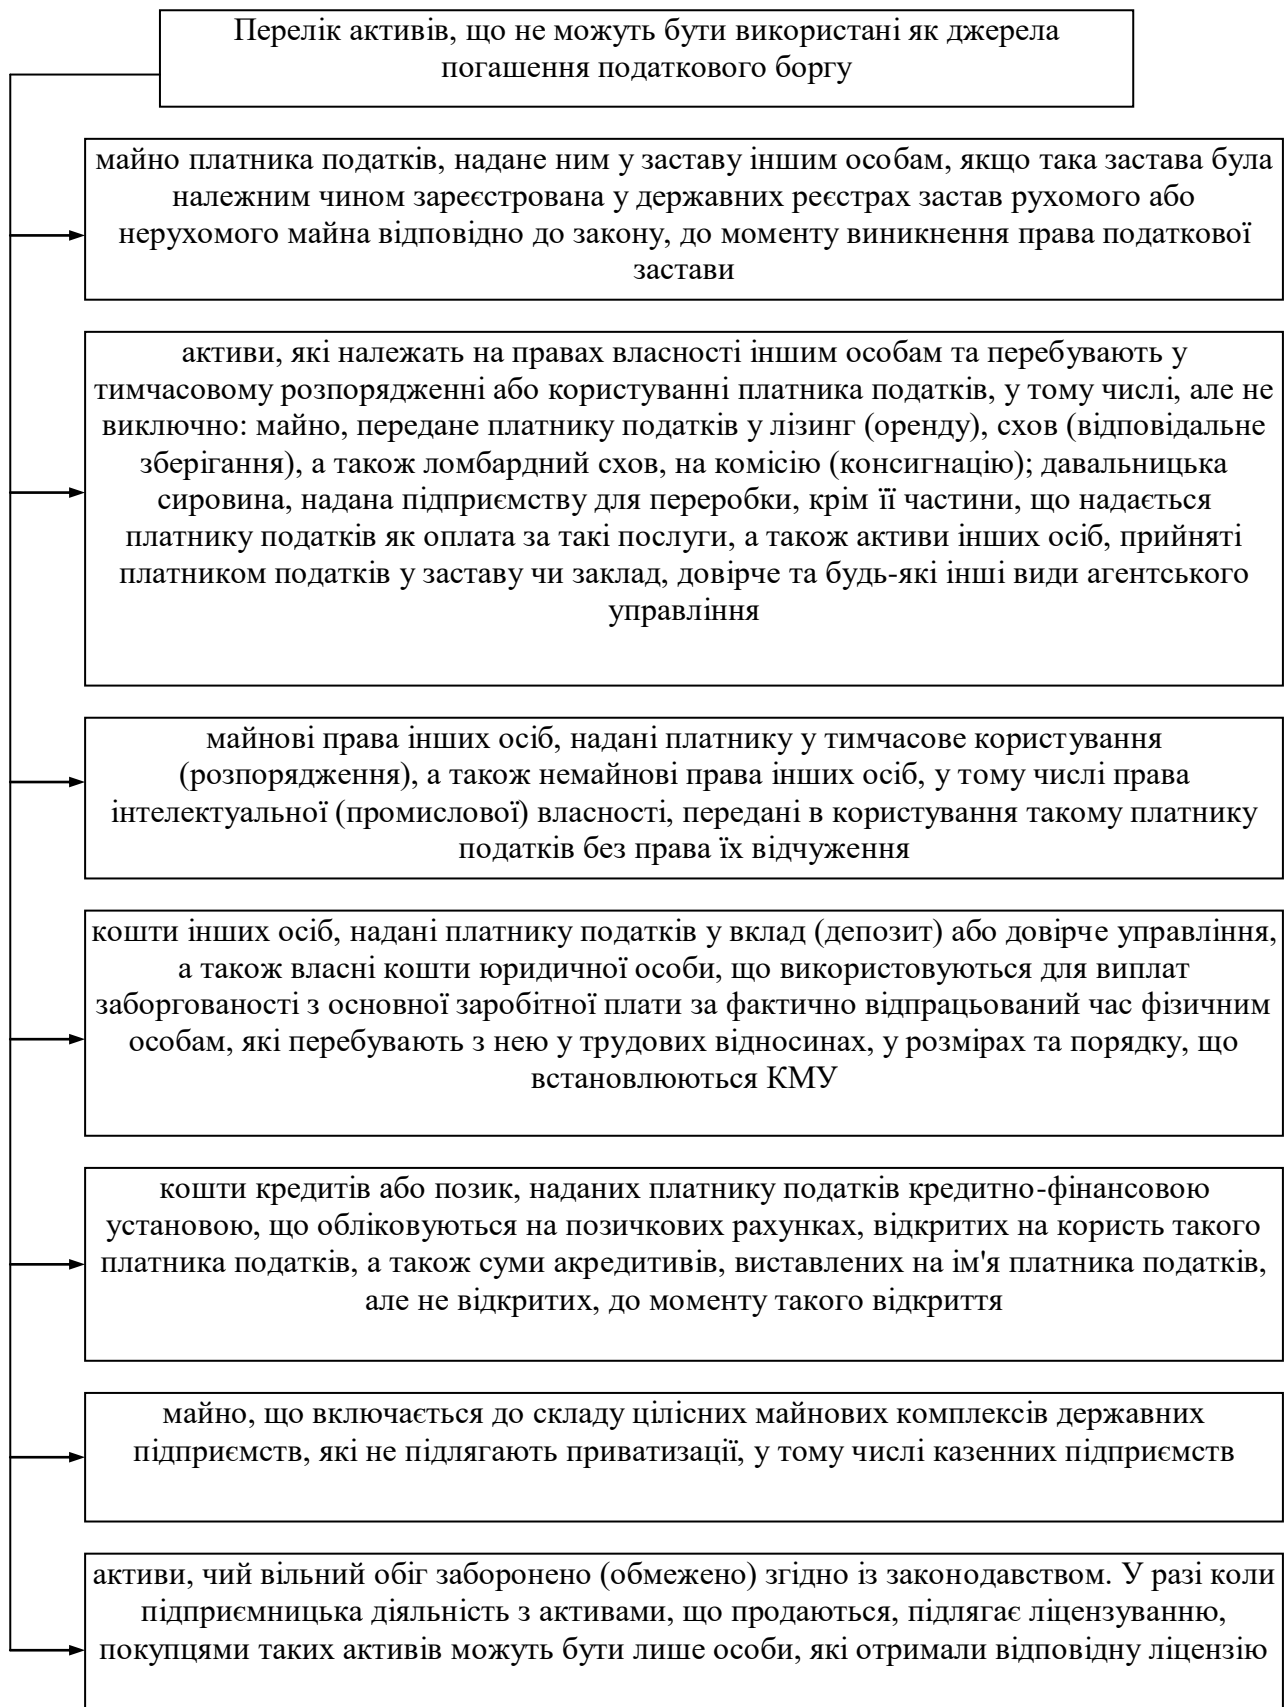 Перелік активів, що не можуть бути використані як джерела
погашення податкового боргу
майно платника податків, надане ним у заставу іншим особам, якщо така застава була
належним чином зареєстрована у державних реєстрах застав рухомого або
нерухомого майна відповідно до закону, до моменту виникнення права податкової
застави
активи, які належать на правах власності іншим особам та перебувають у
тимчасовому розпорядженні або користуванні платника податків, у тому числі, але не
виключно: майно, передане платнику податків у лізинг (оренду), схов (відповідальне
зберігання), а також ломбардний схов, на комісію (консигнацію); давальницька
сировина, надана підприємству для переробки, крім її частини, що надається
платнику податків як оплата за такі послуги, а також активи інших осіб, прийняті
платником податків у заставу чи заклад, довірче та будь-які інші види агентського
управління
майнові права інших осіб, надані платнику у тимчасове користування
(розпорядження), а також немайнові права інших осіб, у тому числі права
інтелектуальної (промислової) власності, передані в користування такому платнику
податків без права їх відчуження
кошти інших осіб, надані платнику податків у вклад (депозит) або довірче управління,
а також власні кошти юридичної особи, що використовуються для виплат
заборгованості з основної заробітної плати за фактично відпрацьований час фізичним
особам, які перебувають з нею у трудових відносинах, у розмірах та порядку, що
встановлюються КМУ
кошти кредитів або позик, наданих платнику податків кредитно-фінансовою
установою, що обліковуються на позичкових рахунках, відкритих на користь такого
платника податків, а також суми акредитивів, виставлених на ім'я платника податків,
але не відкритих, до моменту такого відкриття
майно, що включається до складу цілісних майнових комплексів державних
підприємств, які не підлягають приватизації, у тому числі казенних підприємств
активи, чий вільний обіг заборонено (обмежено) згідно із законодавством. У разі коли
підприємницька діяльність з активами, що продаються, підлягає ліцензуванню,
покупцями таких активів можуть бути лише особи, які отримали відповідну ліцензію